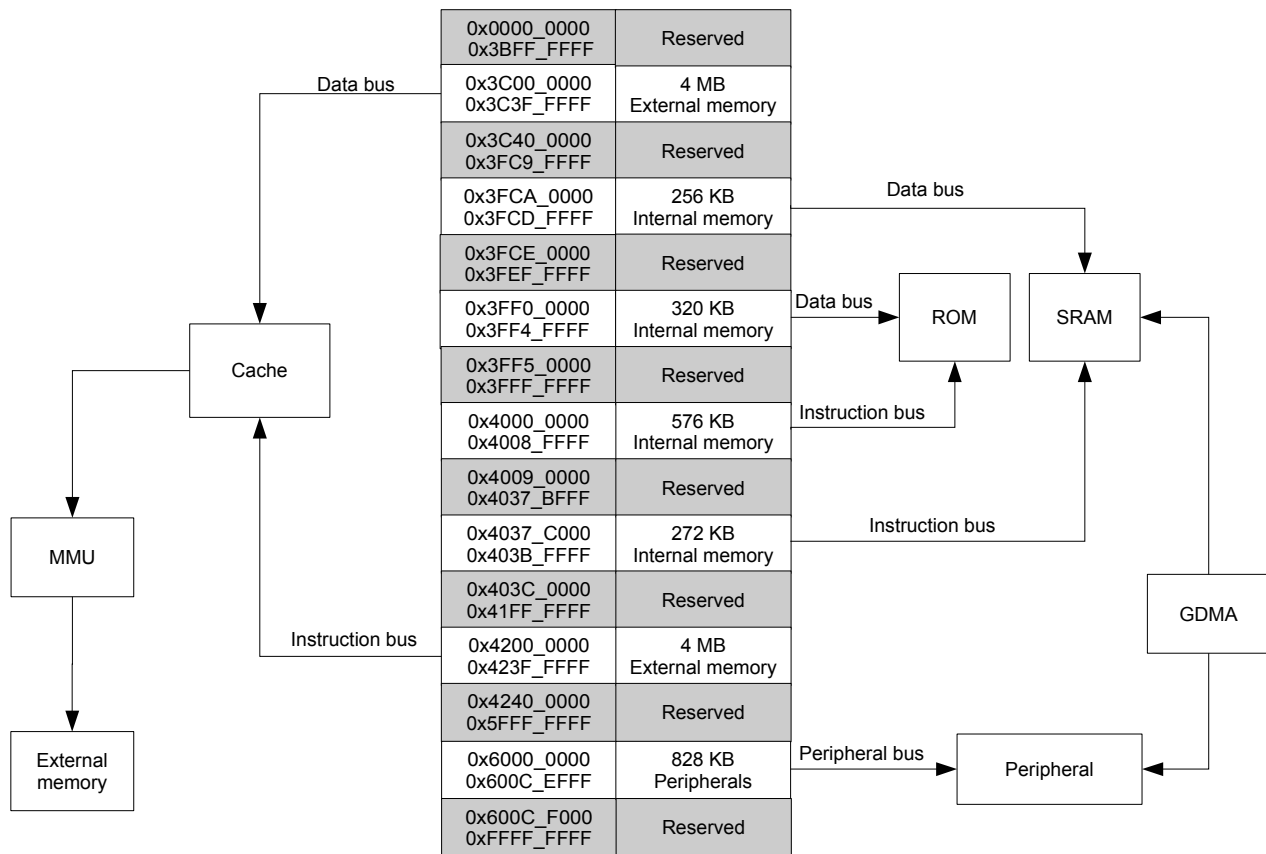 0x0000_0000
0x3BFF_FFFF
Reserved
Data bus
0x3C00_0000
0x3C3F_FFFF
4 MB
External memory
0x3C40_0000
0x3FC9_FFFF
Reserved
0x3FCA_0000
0x3FCD_FFFF
256 KB
Internal memory
Data bus
0x3FCE_0000
0x3FEF_FFFF
Reserved
0x3FF0_0000
0x3FF4_FFFF
320 KB
Internal memory
Data bus
ROM
SRAM
Cache
0x3FF5_0000
0x3FFF_FFFF
Reserved
0x4000_0000
0x4008_FFFF
576 KB
Internal memory
Instruction bus
0x4009_0000
0x4037_BFFF
Reserved
MMU
0x4037_C000
0x403B_FFFF
272 KB
Internal memory
Instruction bus
0x403C_0000
0x41FF_FFFF
Reserved
GDMA
Instruction bus
0x4200_0000
0x423F_FFFF
4 MB
External memory
0x4240_0000
0x5FFF_FFFF
Reserved
External
memory
0x6000_0000
0x600C_EFFF
828 KB
Peripherals
Peripheral bus
Peripheral
0x600C_F000
0xFFFF_FFFF
Reserved